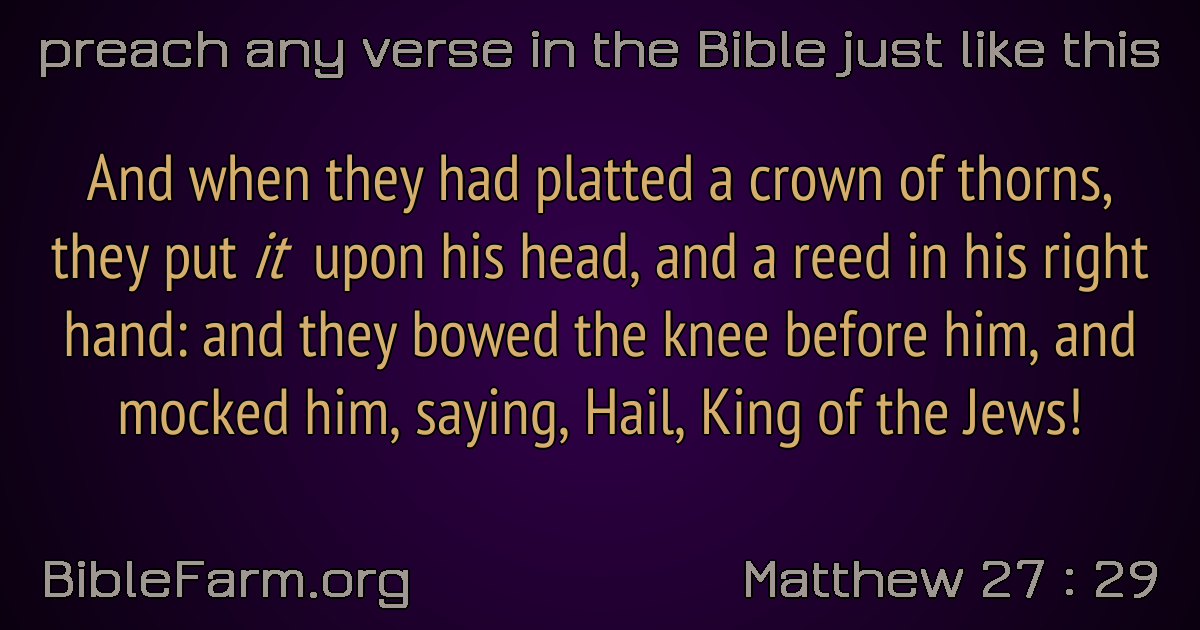 preach any verse in the Bible just like this
And when they had platted a crown of thorns,
they put it upon his head, and a reed in his right
hand: and they bowed the knee before him, and
mocked him, saying, Hail, King of the Jews!
BibleFarm.org
Matthew 27 : 29